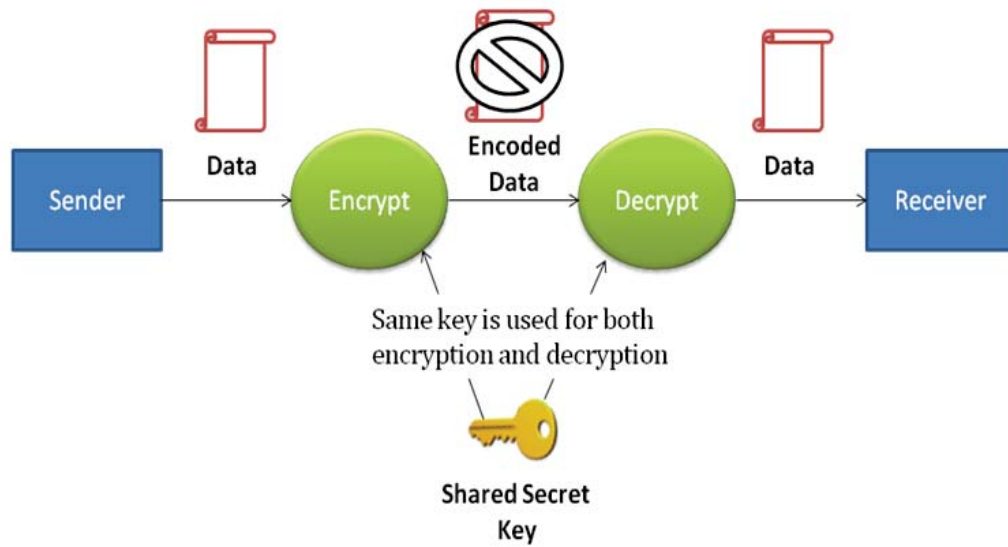 Data
Encoded
Data
Data
Sender
Encrypt
Decrypt
Receiver
Same key is used for both
encryption and decryption
Shared Secret
Key